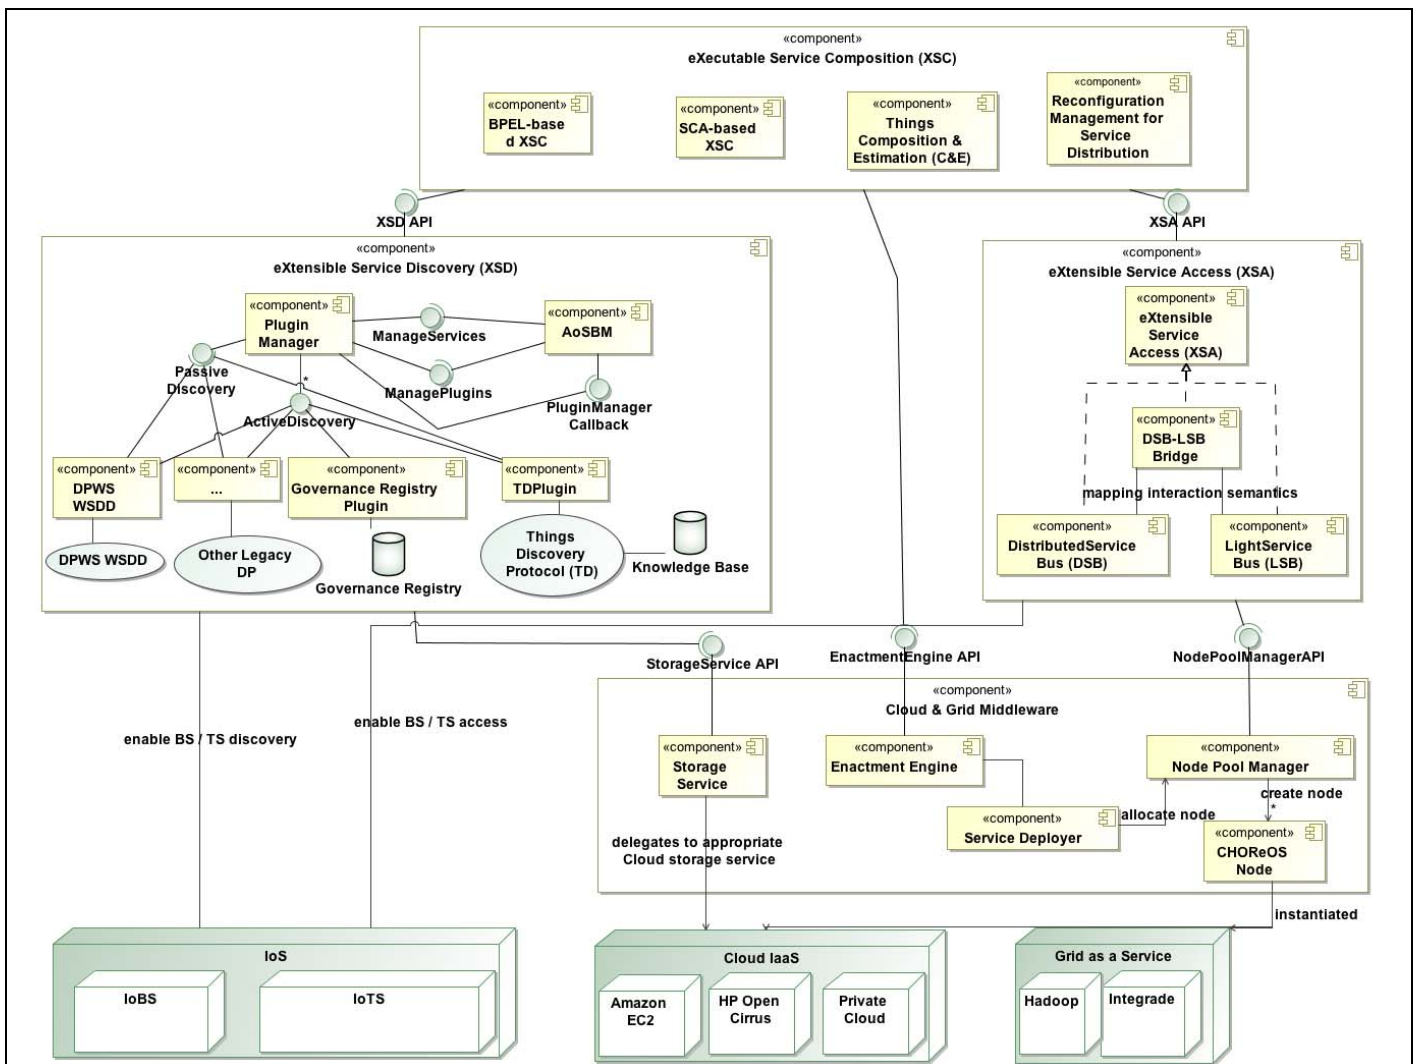 «component»
eXecutable Service Composition (XSC)
«component»
BPEL-base
d XSC
«component»
SCA-based
XSC
«component»
Things
Composition &
Estimation (C&E)
«component»
Reconfiguration
Management for
Service
Distribution
XSD API
XSA API
«component»
eXtensible Service Discovery (XSD)
«component»
Plugin
Manager
ManageServices
«component»
AoSBM
Passive
Discovery
*
ManagePlugins
PluginManager
Callback
ActiveDiscovery
«component»
DPWS
WSDD
«component»
...
«component»
Governance Registry
Plugin
«component»
TDPlugin
DPWS WSDD
Other Legacy
DP
Governance Registry
Things
Discovery
Protocol (TD)
Knowledge Base
«component»
eXtensible Service Access (XSA)
«component»
eXtensible
Service
Access (XSA)
«component»
DSB-LSB
Bridge
mapping interaction semantics
«component»
DistributedService
Bus (DSB)
«component»
LightService
Bus (LSB)
StorageService API
EnactmentEngine API
NodePoolManagerAPI
enable BS / TS discovery
enable BS / TS access
«component»
Cloud & Grid Middleware
«component»
Storage
Service
«component»
Enactment Engine
«component»
Node Pool Manager
create node
*
«component»
Service Deployer
allocate node
«component»
CHOReOS
Node
delegates to appropriate
Cloud storage service
instantiated
IoS
IoBS
IoTS
Cloud IaaS
Amazon
EC2
HP Open
Cirrus
Private
Cloud
Grid as a Service
Hadoop
Integrade